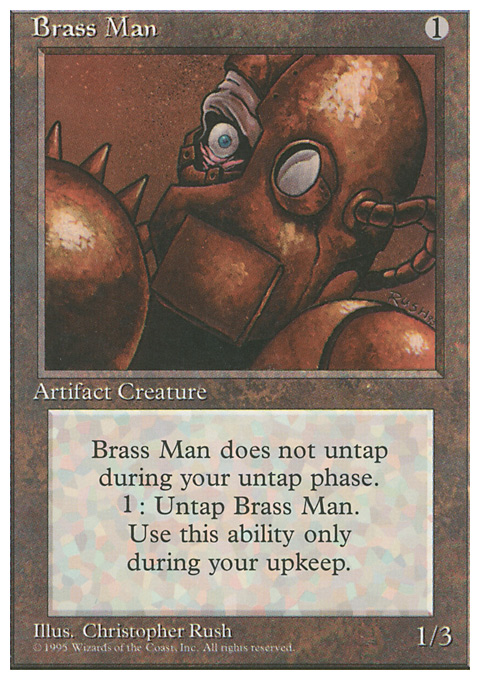 Brass Man 1
RUSH
Artifact Creature
Brass Man does not untap
during your untap phase.
1: Untap Brass Man.
Use this ability only
during your upkeep.
Illus. Christopher Rush
© 1995 Wizards of the Coast, Inc. All rights reserved.
1/3